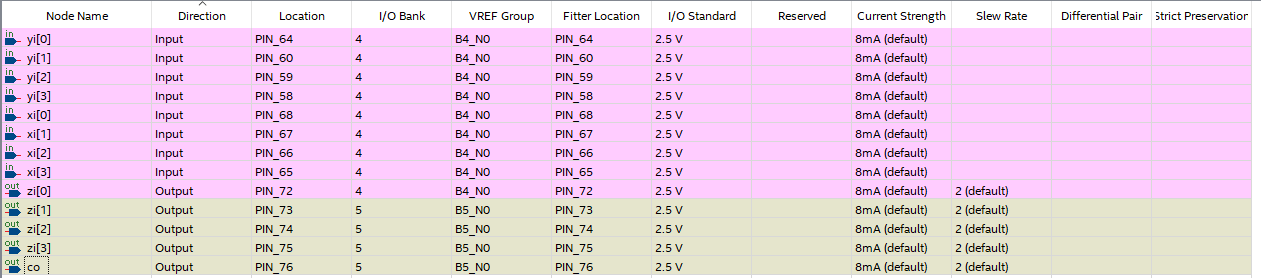 Node Name Direction Location I/O Bank VREF Group Fitter Location I/O Standard Reserved Current Strength Slew Rate Differential Pair Strict Preservation
in yi[0] Input PIN_64 4 B4_N0 PIN_64 2.5 V 8mA (default)
in yi[1] Input PIN_60 4 B4_N0 PIN_60 2.5 V 8mA (default)
in yi[2] Input PIN_59 4 B4_N0 PIN_59 2.5 V 8mA (default)
in yi[3] Input PIN_58 4 B4_N0 PIN_58 2.5 V 8mA (default)
in xi[0] Input PIN_68 4 B4_N0 PIN_68 2.5 V 8mA (default)
in xi[1] Input PIN_67 4 B4_N0 PIN_67 2.5 V 8mA (default)
in xi[2] Input PIN_66 4 B4_N0 PIN_66 2.5 V 8mA (default)
in xi[3] Input PIN_65 4 B4_N0 PIN_65 2.5 V 8mA (default)
out zi[0] Output PIN_72 4 B4_N0 PIN_72 2.5 V 8mA (default) 2 (default)
out zi[1] Output PIN_73 5 B5_N0 PIN_73 2.5 V 8mA (default) 2 (default)
out zi[2] Output PIN_74 5 B5_N0 PIN_74 2.5 V 8mA (default) 2 (default)
out zi[3] Output PIN_75 5 B5_N0 PIN_75 2.5 V 8mA (default) 2 (default)
out co Output PIN_76 5 B5_N0 PIN_76 2.5 V 8mA (default) 2 (default)